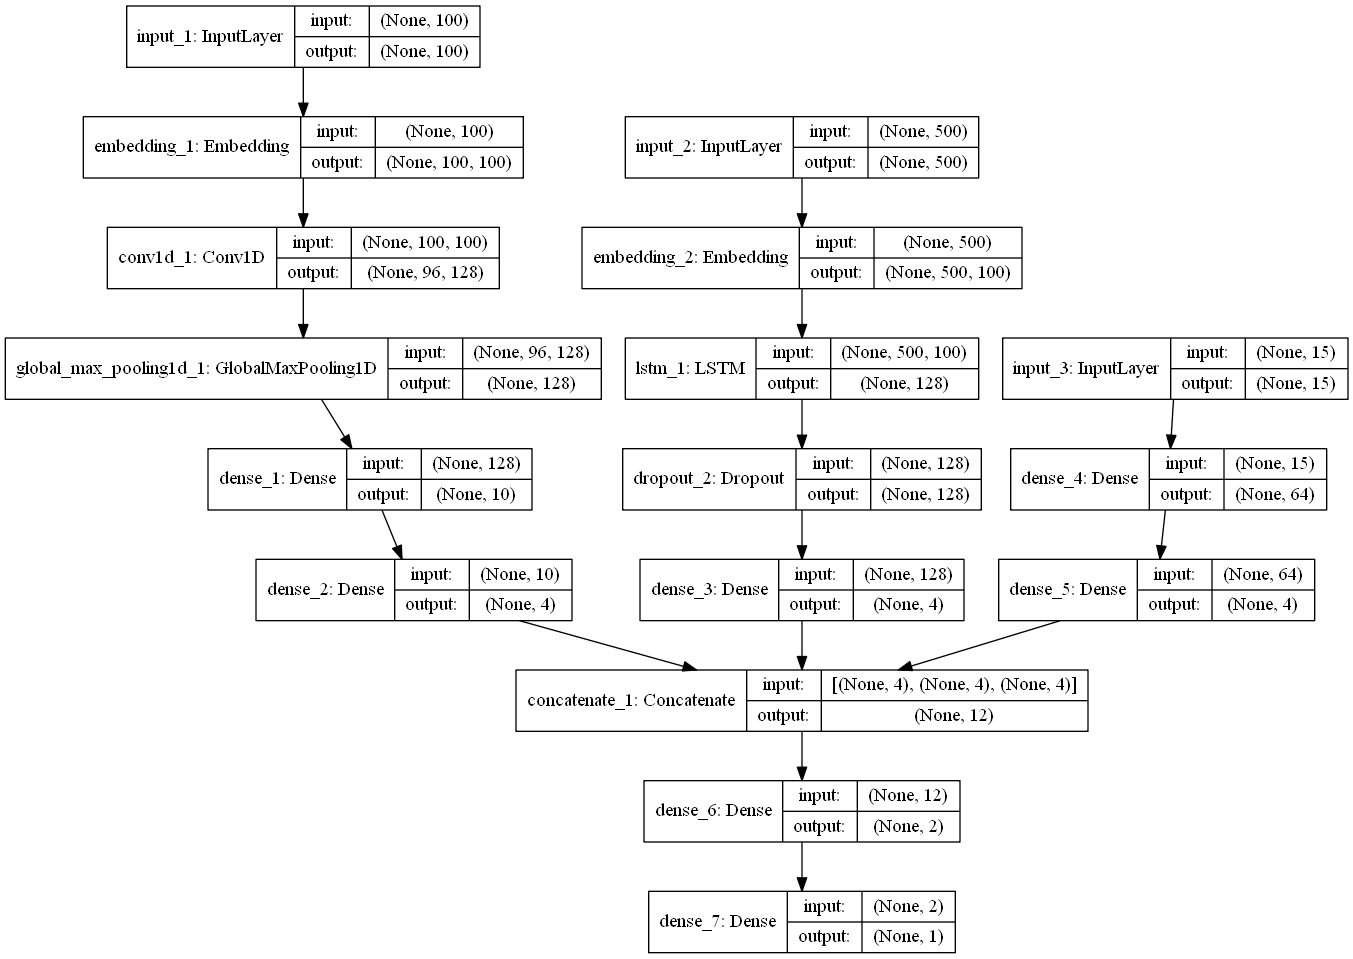 input_1: InputLayer
input: (None, 100)
output: (None, 100)
embedding_1: Embedding
input: (None, 100)
output: (None, 100, 100)
input_2: InputLayer
input: (None, 500)
output: (None, 500)
conv1d_1: Conv1D
input: (None, 100, 100)
output: (None, 96, 128)
embedding_2: Embedding
input: (None, 500)
output: (None, 500, 100)
global_max_pooling1d_1: GlobalMaxPooling1D
input: (None, 96, 128)
output: (None, 128)
lstm_1: LSTM
input: (None, 500, 100)
output: (None, 128)
input_3: InputLayer
input: (None, 15)
output: (None, 15)
dense_1: Dense
input: (None, 128)
output: (None, 10)
dropout_2: Dropout
input: (None, 128)
output: (None, 128)
dense_4: Dense
input: (None, 15)
output: (None, 64)
dense_2: Dense
input: (None, 10)
output: (None, 4)
dense_3: Dense
input: (None, 128)
output: (None, 4)
dense_5: Dense
input: (None, 64)
output: (None, 4)
concatenate_1: Concatenate
input: [(None, 4), (None, 4), (None, 4)]
output: (None, 12)
dense_6: Dense
input: (None, 12)
output: (None, 2)
dense_7: Dense
input: (None, 2)
output: (None, 1)